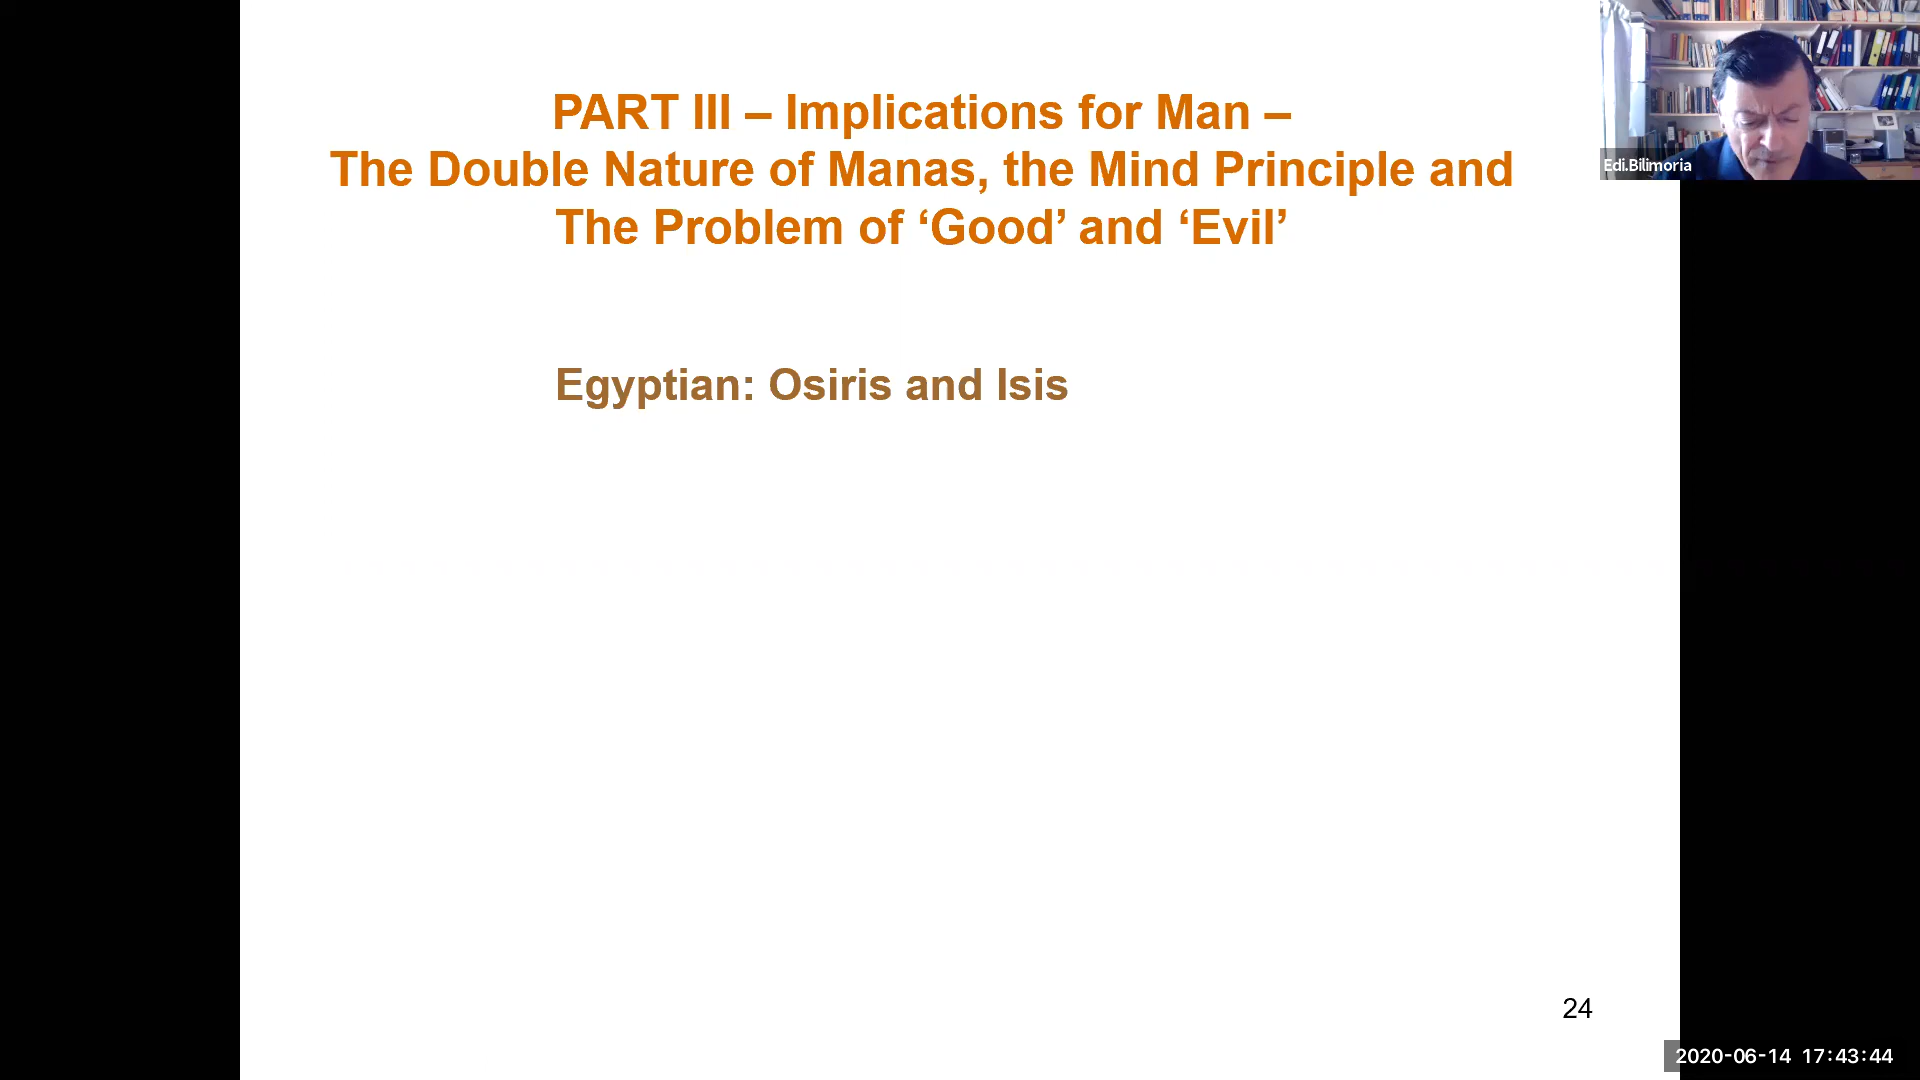 PART III – Implications for Man –
The Double Nature of Manas, the Mind Principle and
The Problem of ‘Good’ and ‘Evil’
Edi.Bilimoria
Egyptian: Osiris and Isis
24
2020-06-14 17:43:44